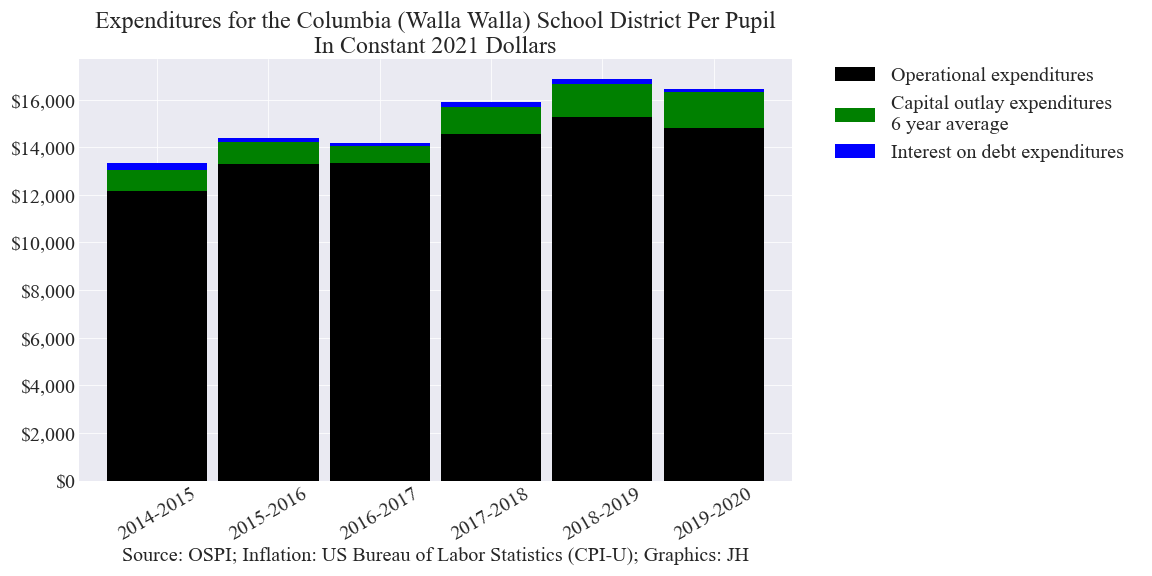 Expenditures for the Columbia (Walla Walla) School District Per Pupil
In Constant 2021 Dollars
Operational expenditures
Capital outlay expenditures
6 year average
Interest on debt expenditures
$16,000
$14,000
$12,000
$10,000
$8,000
$6,000
$4,000
$2,000
$0
2014-2015
2015-2016
2016-2017
2017-2018
2018-2019
2019-2020
Source: OSPI; Inflation: US Bureau of Labor Statistics (CPI-U); Graphics: JH